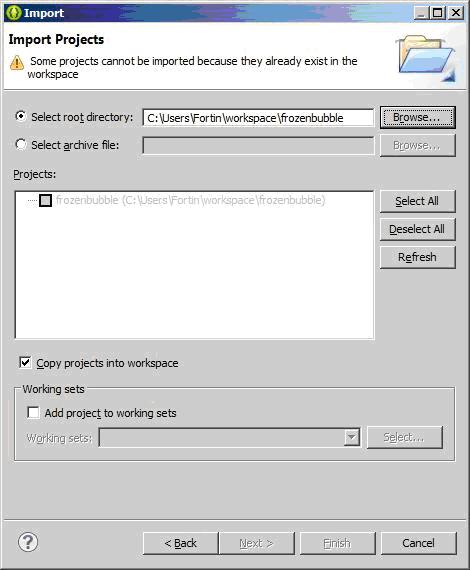 Import
Import Projects
Some projects cannot be imported because they already exist in the
workspace
Select root directory: C:\Users\Fortin\workspace\frozenbubble Browse...
Select archive file: Browse...
Projects:
frozenbubble (C:\Users\Fortin\workspace\frozenbubble)
Select All
Deselect All
Refresh
Copy projects into workspace
Working sets
Add project to working sets
Working sets: Select...
? < Back Next > Finish Cancel